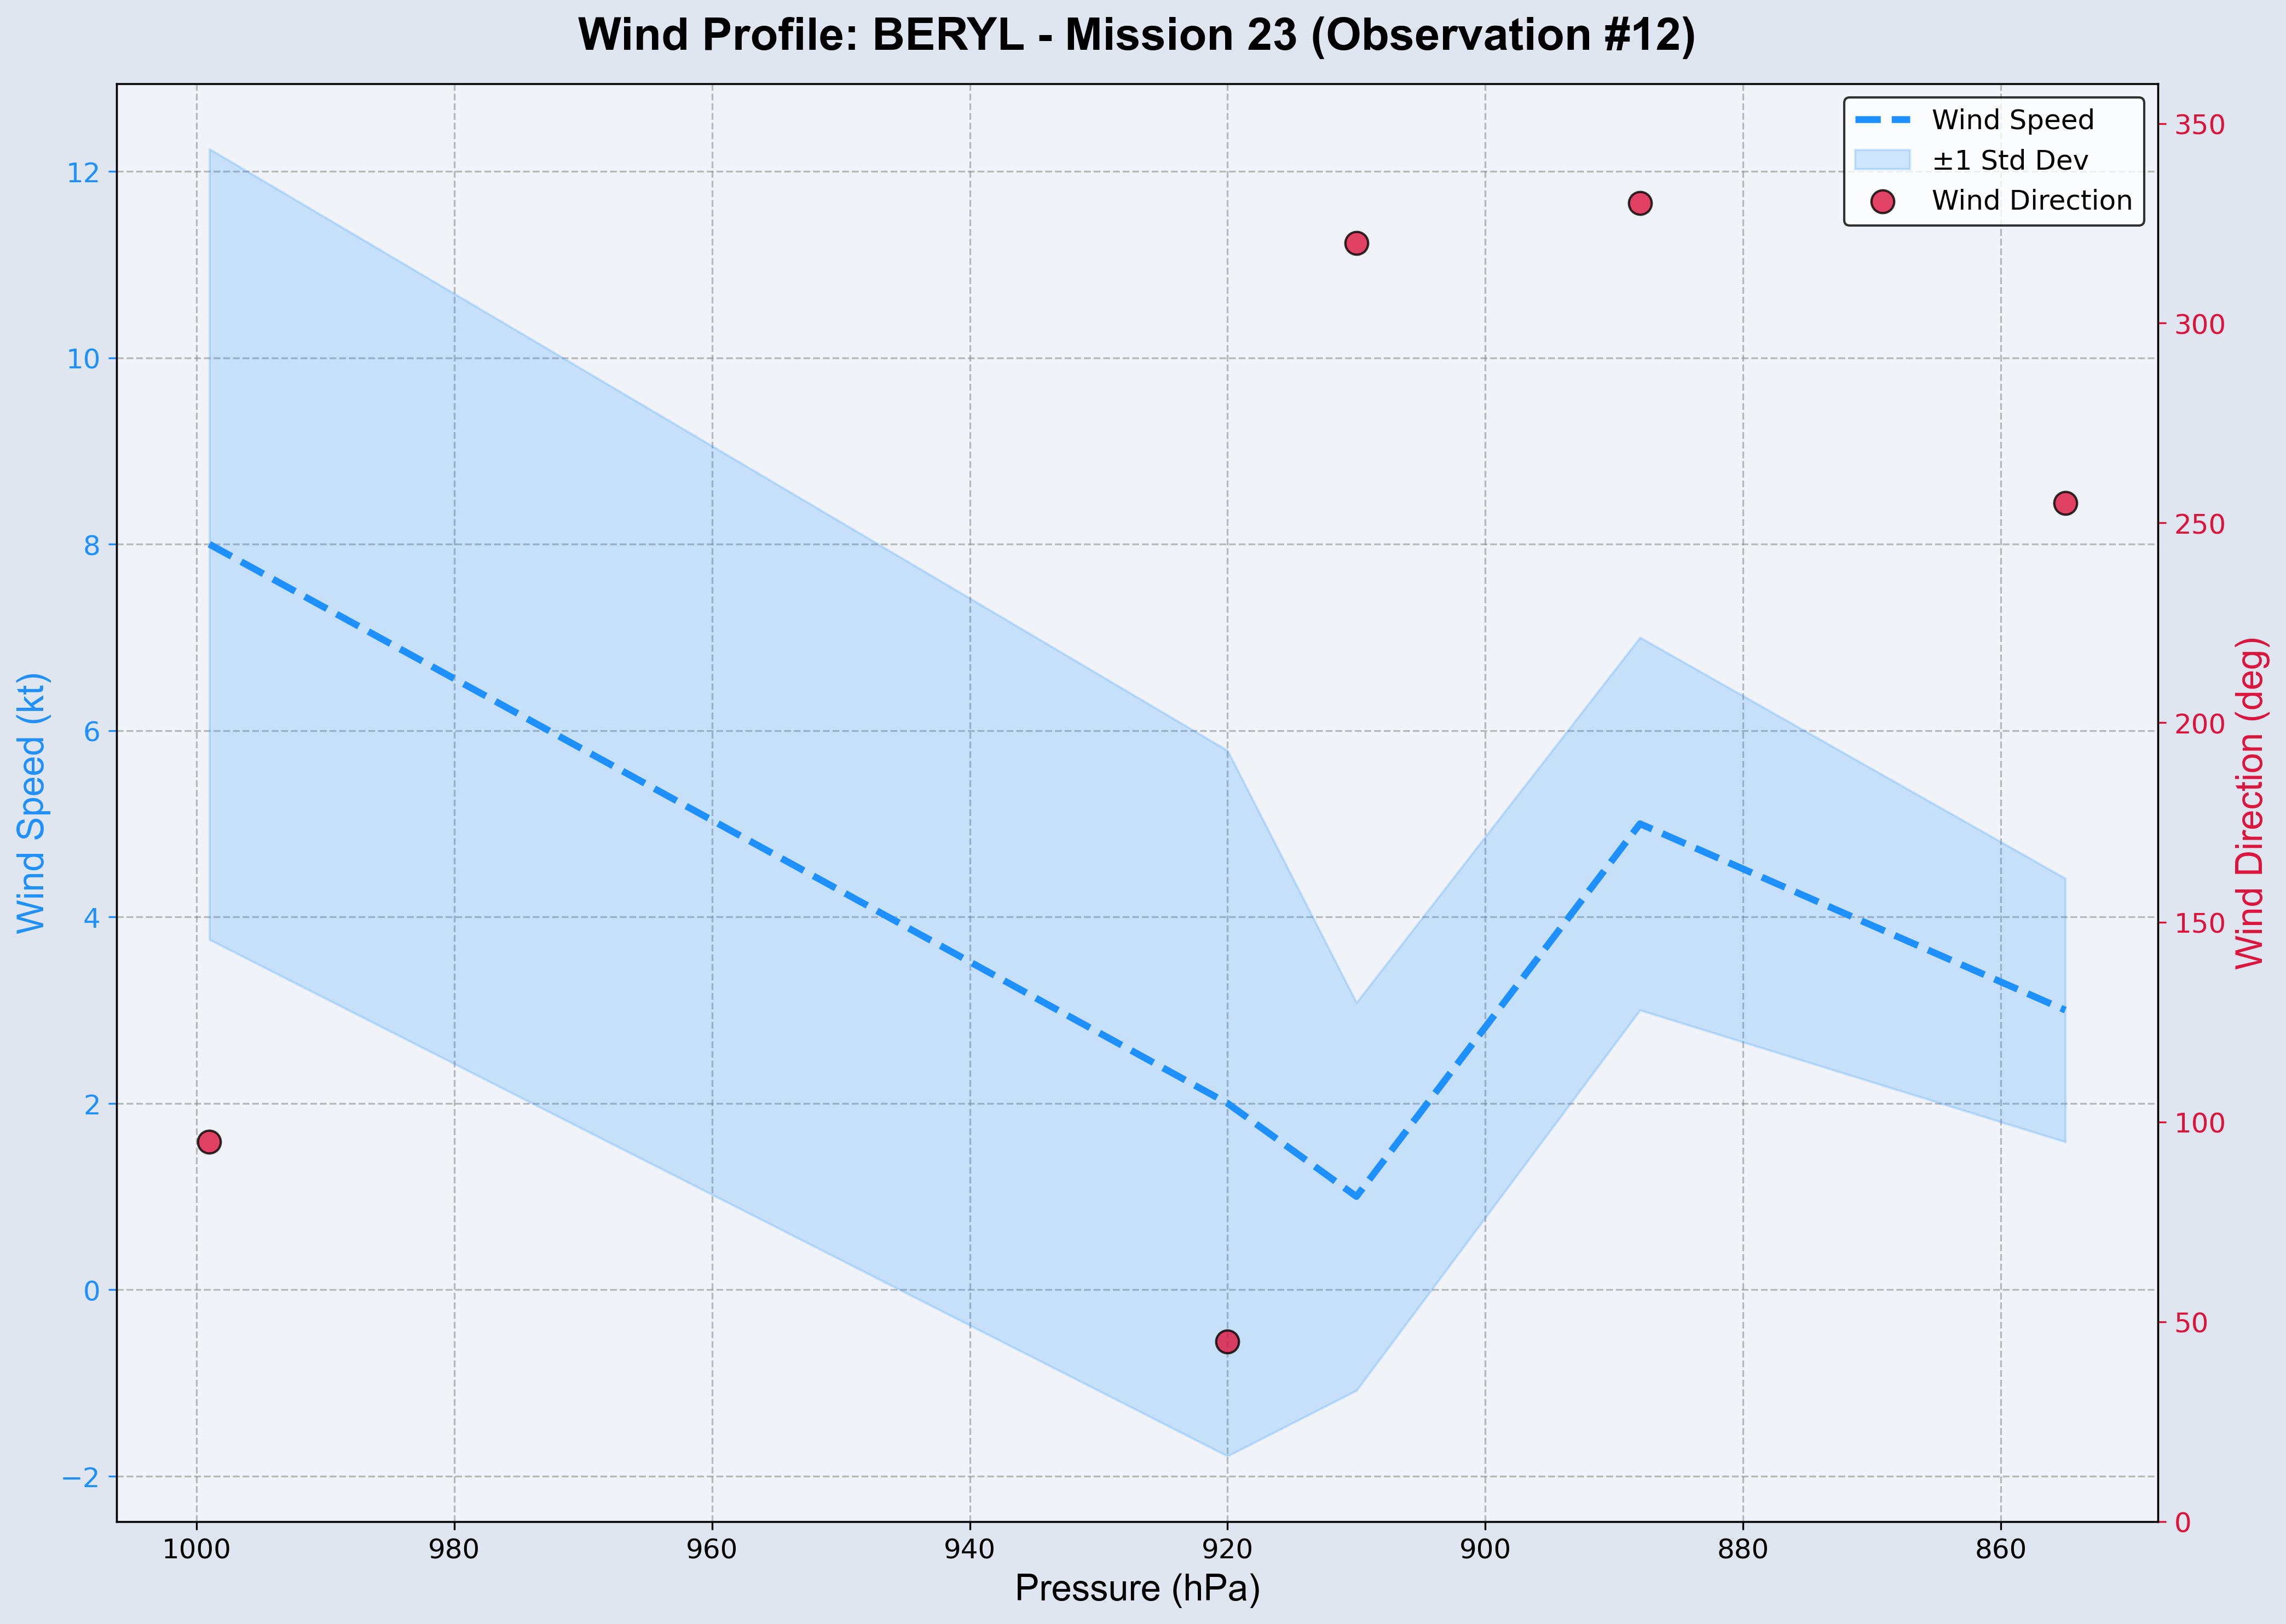 Wind Profile: BERYL - Mission 23 (Observation #12)
Wind Speed
±1 Std Dev
Wind Direction
12
10
8
6
4
2
0
−2
Wind Speed (kt)
350
300
250
200
150
100
50
0
Wind Direction (deg)
1000 980 960 940 920 900 880 860
Pressure (hPa)